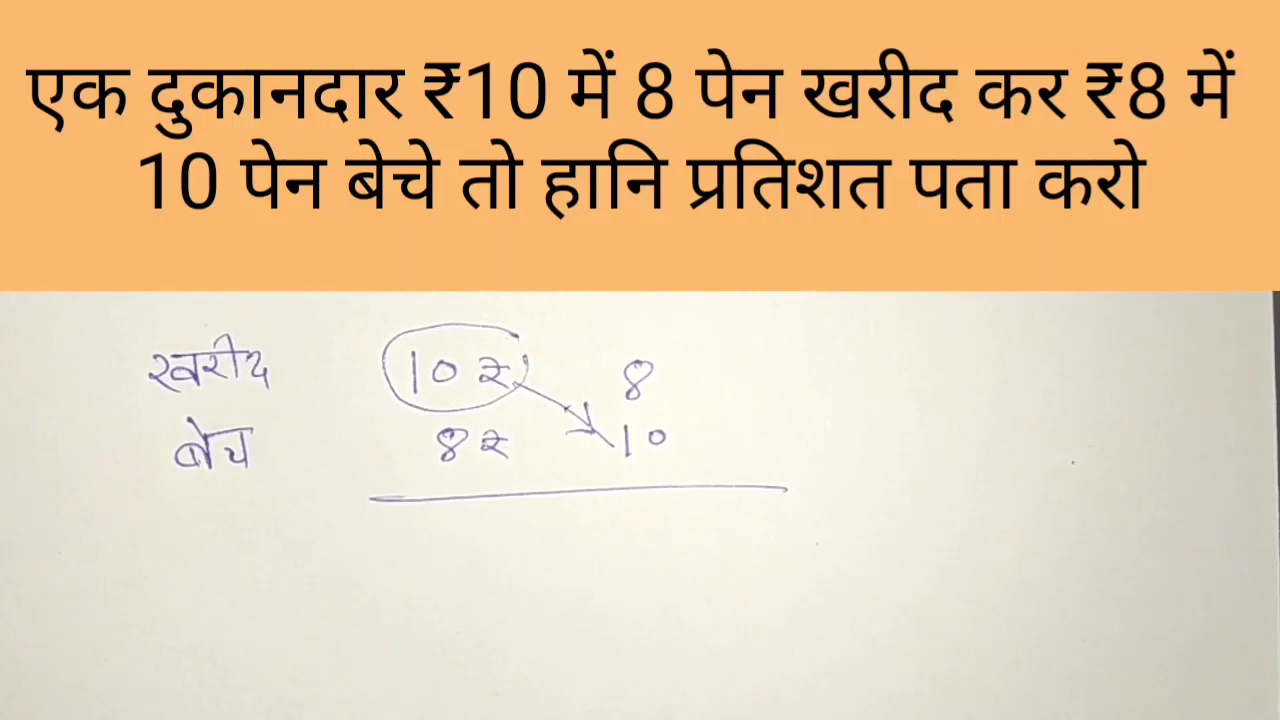 एक दुकानदार ₹10 में 8 पेन खरीद कर ₹8 में
10 पेन बेचे तो हानि प्रतिशत पता करो
खरीद 10 ₹ 8
बेच 8 ₹ 10